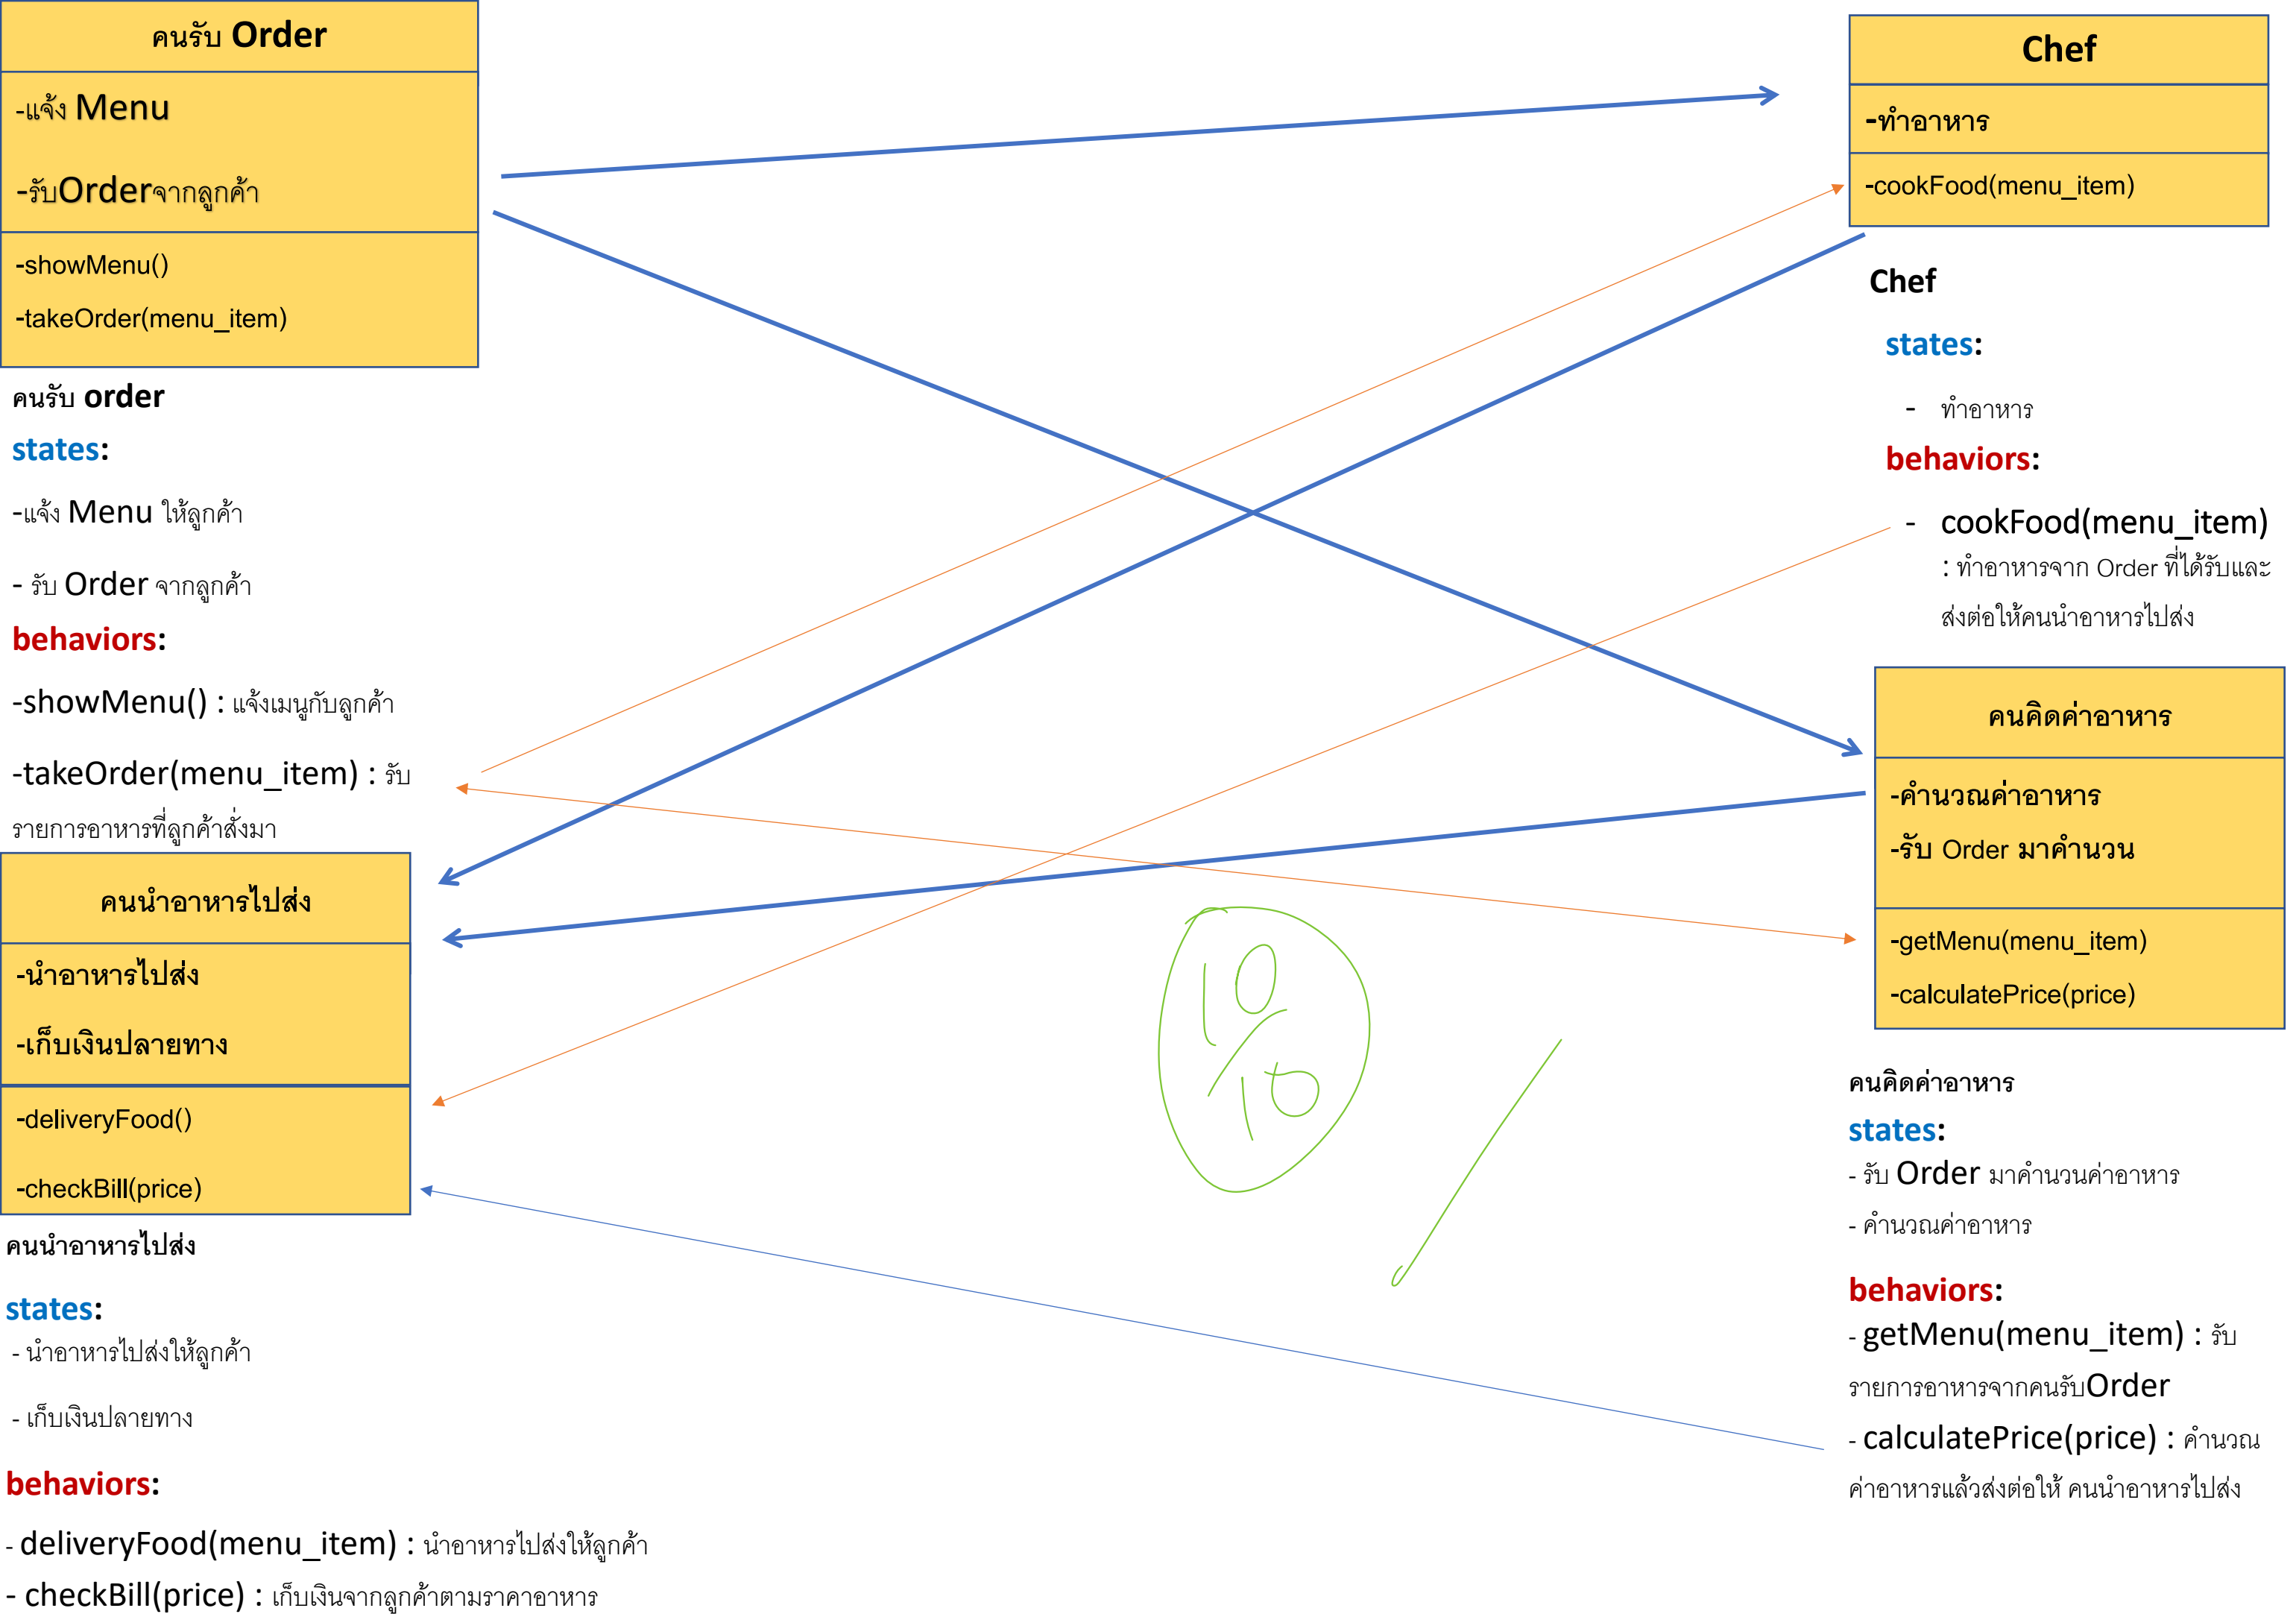 คนรับ Order
-แจ้ง Menu
-รับOrderจากลูกค้า
-showMenu()
-takeOrder(menu_item)
คนรับ order
states:
-แจ้ง Menu ให้ลูกค้า
- รับ Order จากลูกค้า
behaviors:
-showMenu() : แจ้งเมนูกับลูกค้า
-takeOrder(menu_item) : รับ
รายการอาหารที่ลูกค้าสั่งมา
คนนำอาหารไปส่ง
-นำอาหารไปส่ง
-เก็บเงินปลายทาง
-deliveryFood()
-checkBill(price)
คนนำอาหารไปส่ง
states:
- นำอาหารไปส่งให้ลูกค้า
- เก็บเงินปลายทาง
behaviors:
- deliveryFood(menu_item) : นำอาหารไปส่งให้ลูกค้า
- checkBill(price) : เก็บเงินจากลูกค้าตามราคาอาหาร
10
/
10
Chef
-ทำอาหาร
-cookFood(menu_item)
Chef
states:
- ทำอาหาร
behaviors:
- cookFood(menu_item)
: ทำอาหารจาก Order ที่ได้รับและ
ส่งต่อให้คนนำอาหารไปส่ง
คนคิดค่าอาหาร
-คำนวณค่าอาหาร
-รับ Order มาคำนวน
-getMenu(menu_item)
-calculatePrice(price)
คนคิดค่าอาหาร
states:
- รับ Order มาคำนวนค่าอาหาร
- คำนวณค่าอาหาร
behaviors:
- getMenu(menu_item) : รับ
รายการอาหารจากคนรับOrder
- calculatePrice(price) : คำนวณ
ค่าอาหารแล้วส่งต่อให้ คนนำอาหารไปส่ง